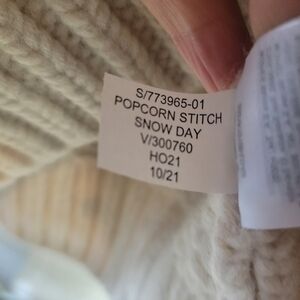 S/773965-01
POPCORN STITCH
SNOW DAY
V/300760
HO21
10/21